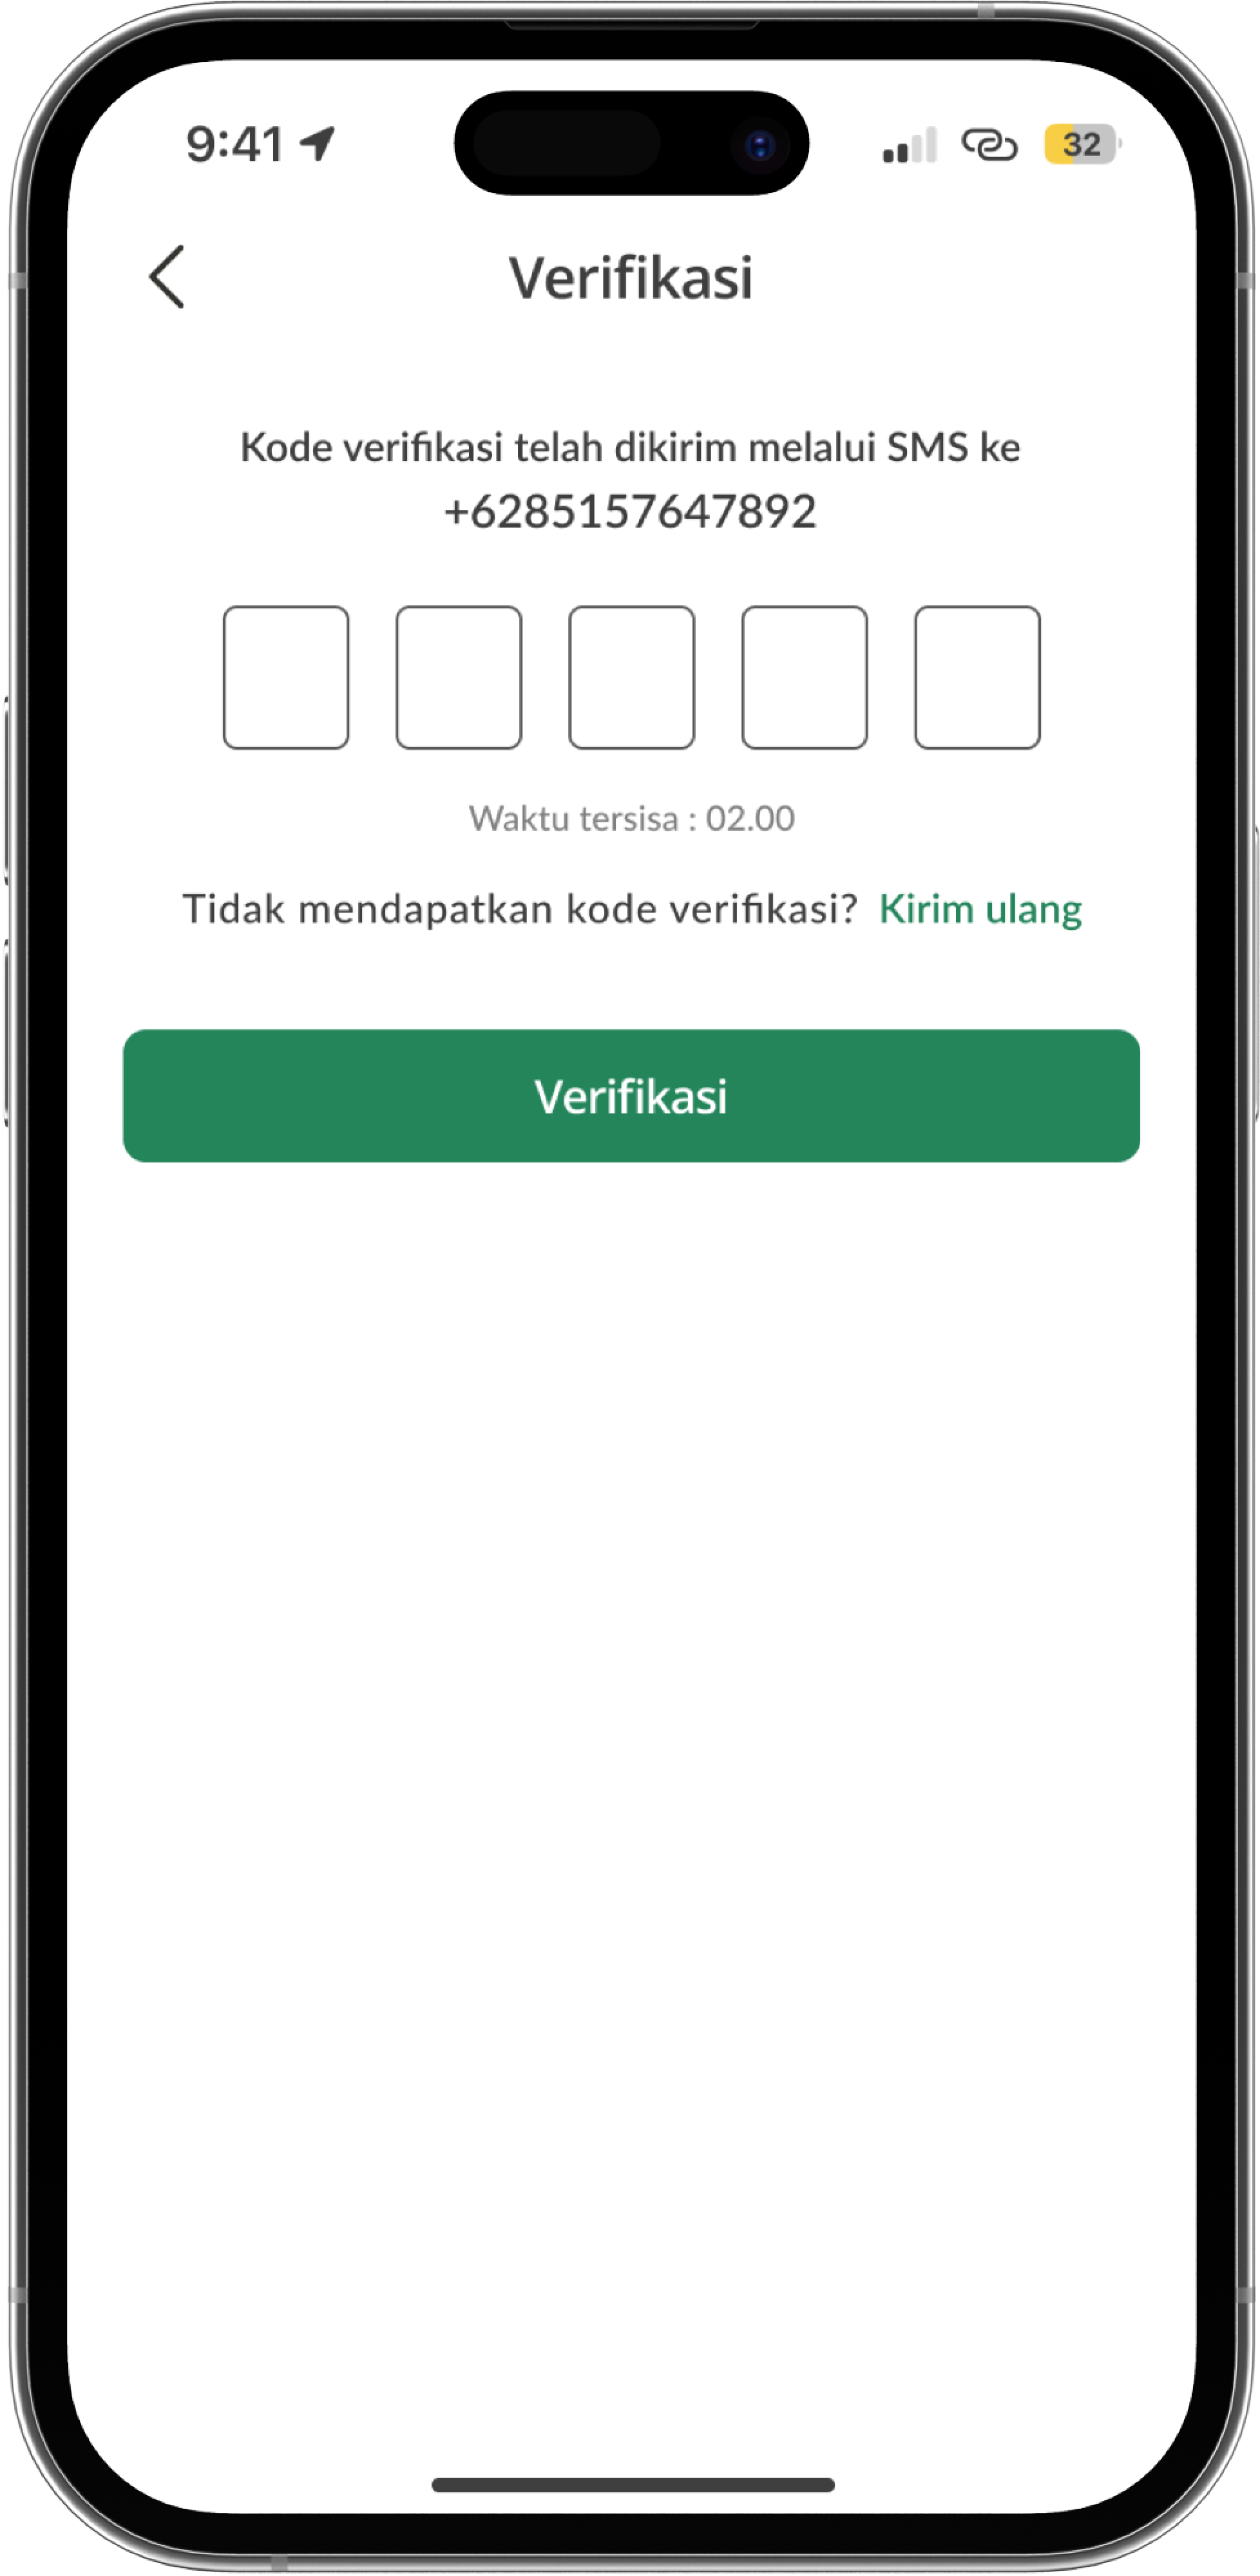 9:41
32
Verifikasi
Kode verifikasi telah dikirim melalui SMS ke
+6285157647892
Waktu tersisa : 02.00
Tidak mendapatkan kode verifikasi? Kirim ulang
Verifikasi